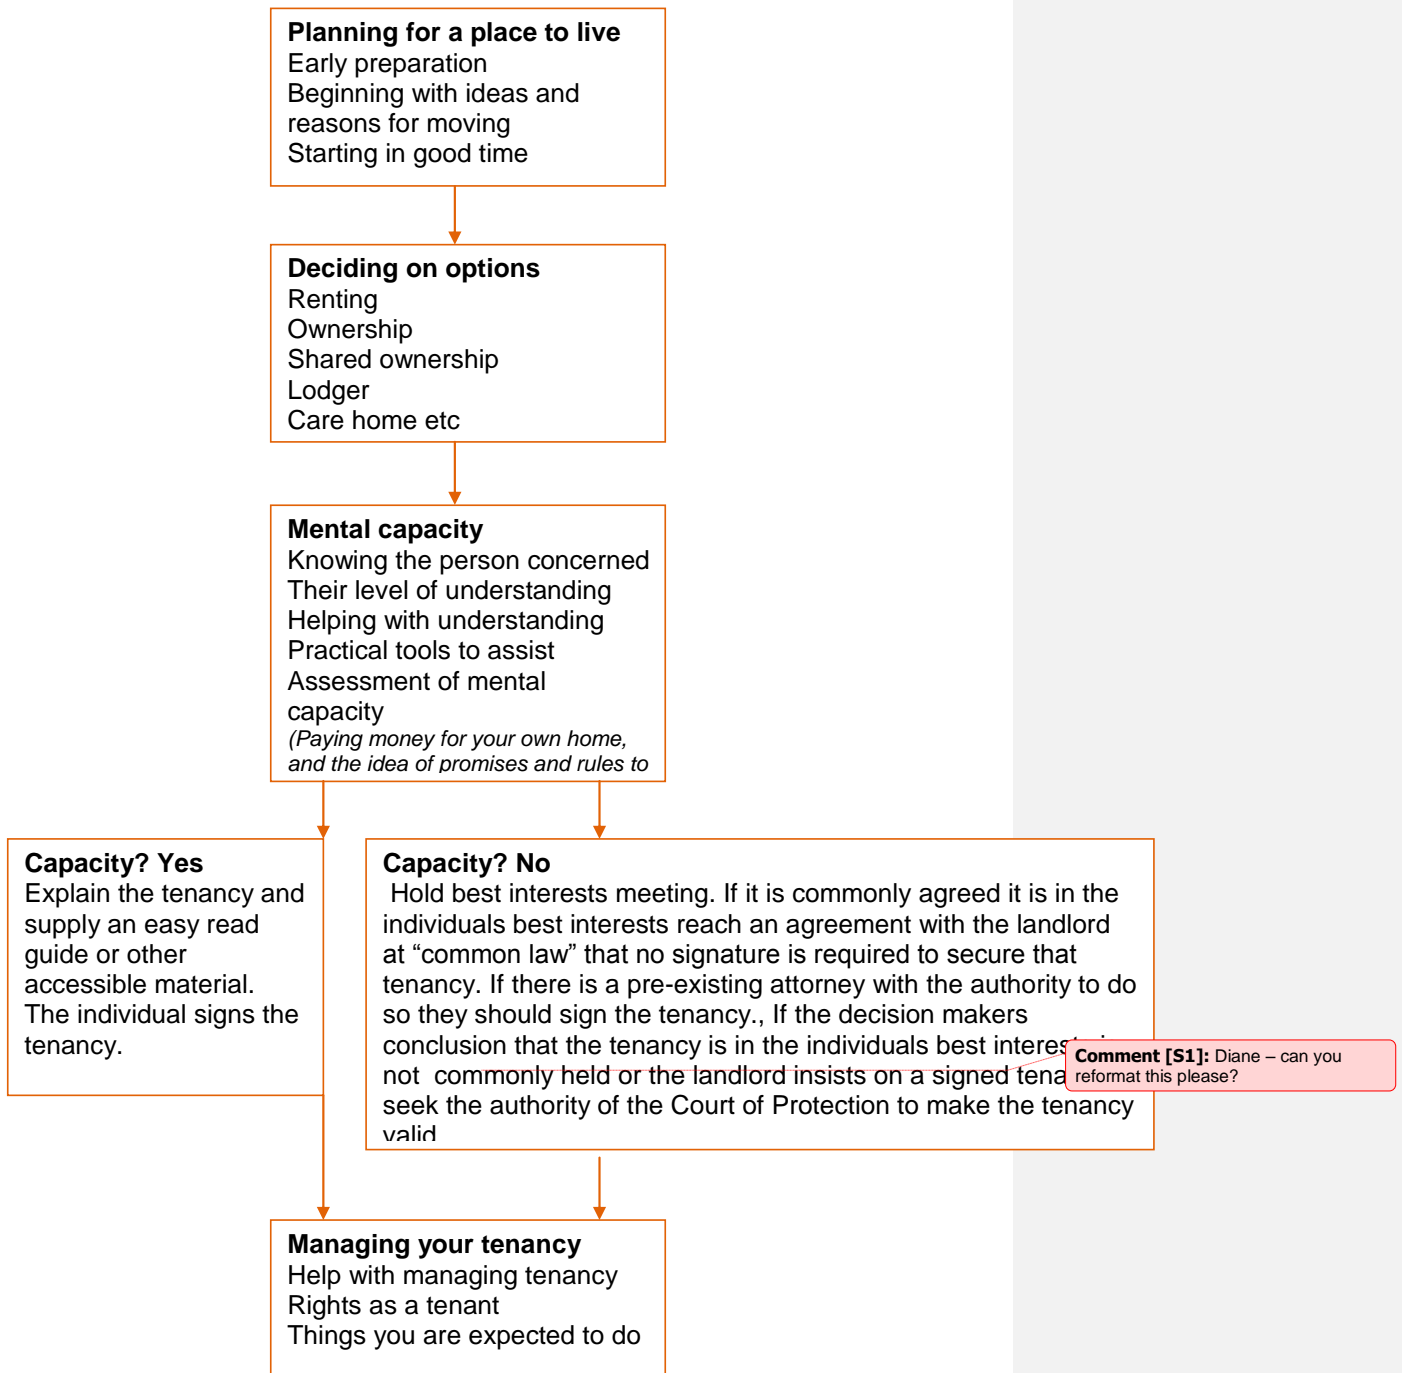 Planning for a place to live
Early preparation
Beginning with ideas and
reasons for moving
Starting in good time
Deciding on options
Renting
Ownership
Shared ownership
Lodger
Care home etc
Mental capacity
Knowing the person concerned
Their level of understanding
Helping with understanding
Practical tools to assist
Assessment of mental
capacity
(Paying money for your own home,
and the idea of promises and rules to
Capacity? Yes
Explain the tenancy and
supply an easy read
guide or other
accessible material.
The individual signs the
tenancy.
Capacity? No
Hold best interests meeting. If it is commonly agreed it is in the
individuals best interests reach an agreement with the landlord
at “common law” that no signature is required to secure that
tenancy. If there is a pre-existing attorney with the authority to do
so they should sign the tenancy., If the decision makers
conclusion that the tenancy is in the individuals best interests
not commonly held or the landlord insists on a signed
seek the authority of the Court of Protection to make the tenancy
valid
Comment [S1]: Diane – can you
reformat this please?
Managing your tenancy
Help with managing tenancy
Rights as a tenant
Things you are expected to do